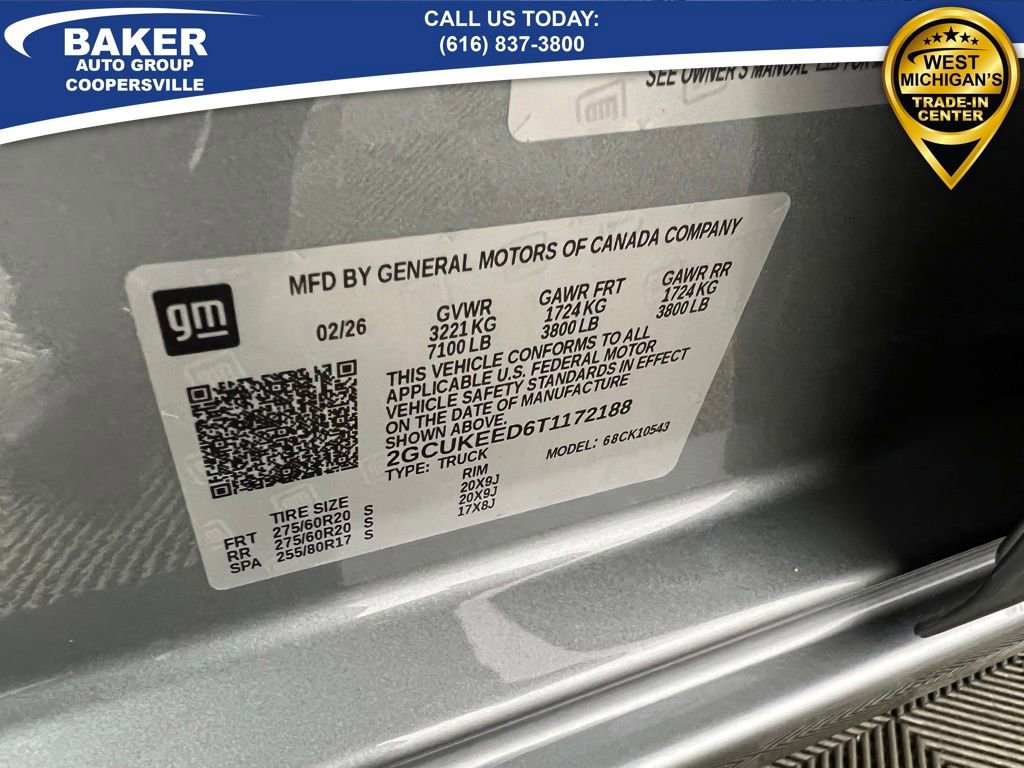 BAKER
AUTO GROUP
COOPERSVILLE
CALL US TODAY:
(616) 837-3800
WEST
MICHIGAN'S
TRADE-IN
CENTER
SEE OWNER'S MANUAL
gm
MFD BY GENERAL MOTORS OF CANADA COMPANY
02/26
GVWR GAWR FRT GAWR RR
3221 KG 1724 KG 1724 KG
7100 LB 3800 LB 3800 LB
THIS VEHICLE CONFORMS TO ALL
APPLICABLE U.S. FEDERAL MOTOR
VEHICLE SAFETY STANDARDS IN EFFECT
ON THE DATE OF MANUFACTURE
SHOWN ABOVE.
2GCUKEED6T1172188
TYPE: TRUCK MODEL: 68CK10543
TIRE SIZE RIM
FRT 275/60R20 S 20X9J
RR 275/60R20 S 20X9J
SPA 255/80R17 S 17X8J